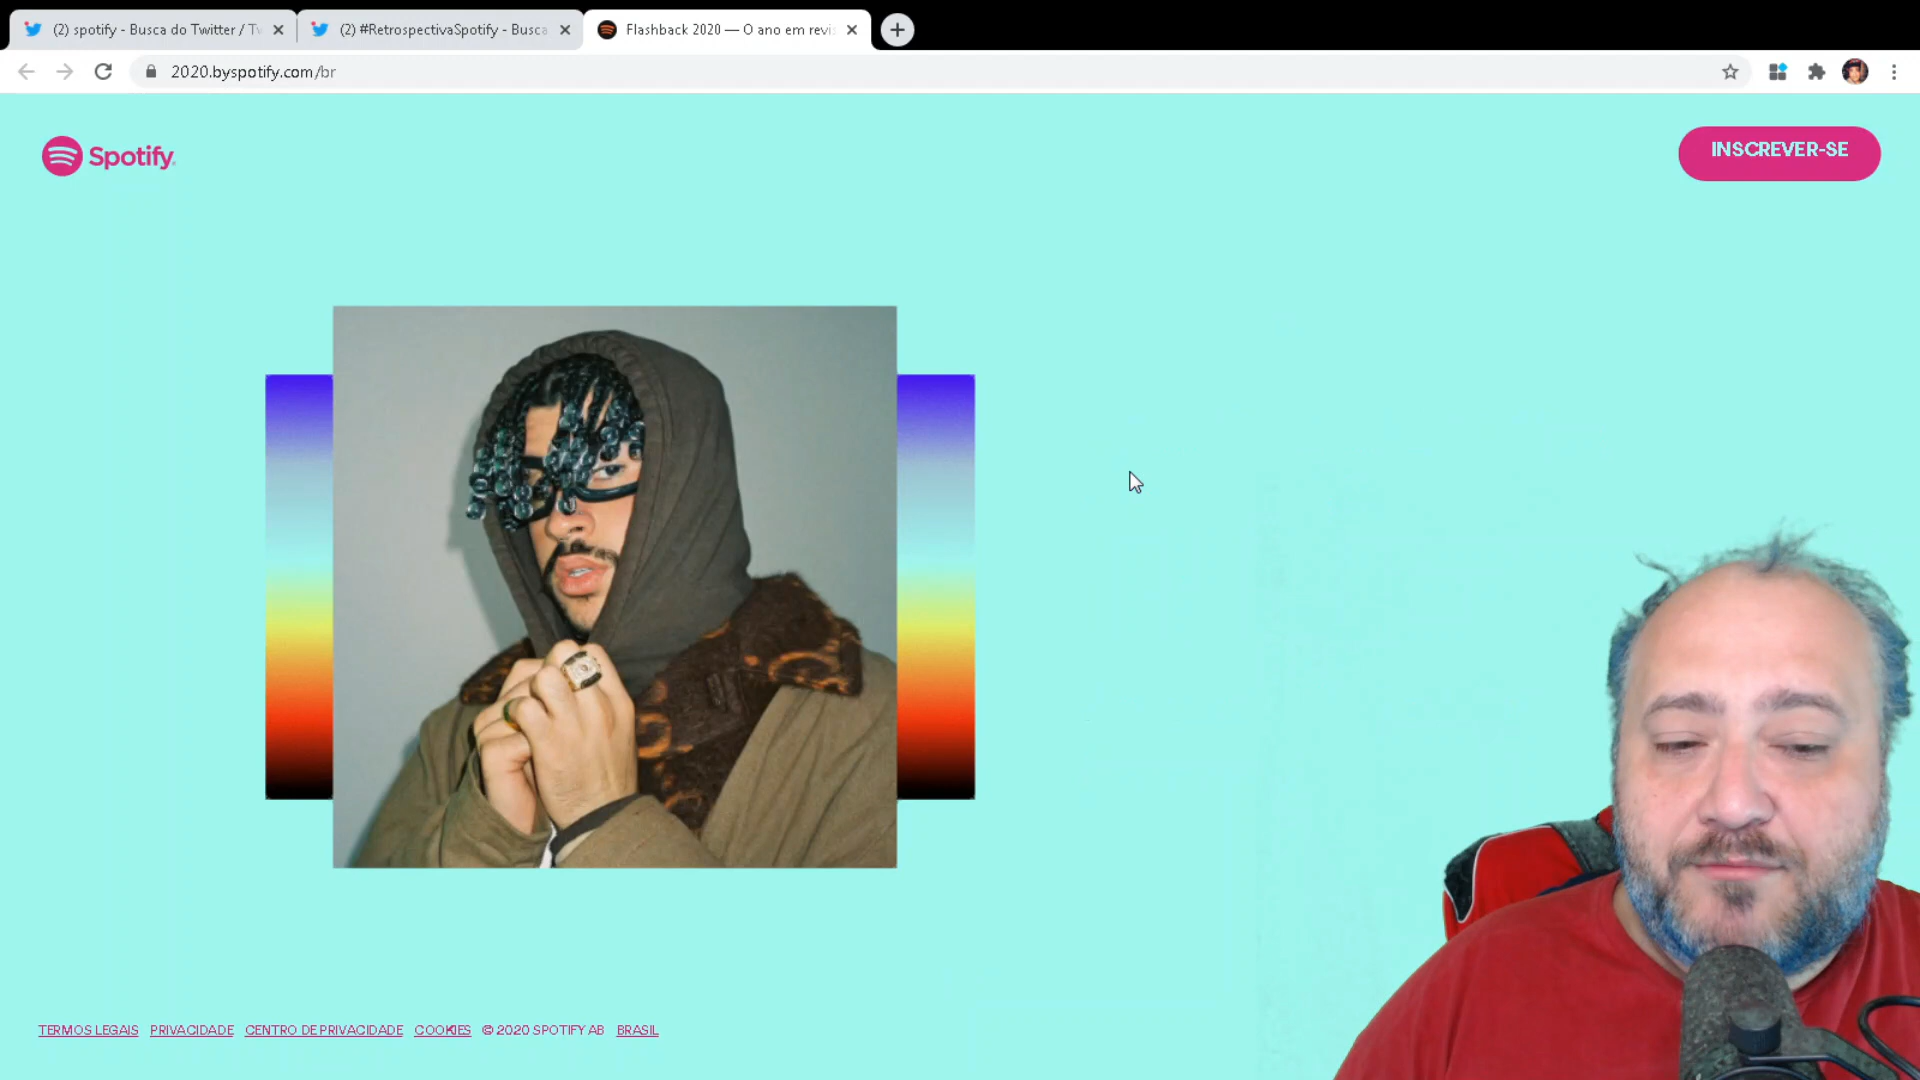 (2) spotify - Busca do Twitter / Tw
(2) #RetrospectivaSpotify - Busca
Flashback 2020 — O ano em revi
2020.byspotify.com/br
Spotify
INSCREVER-SE
TERMOS LEGAIS PRIVACIDADE CENTRO DE PRIVACIDADE COOKIES © 2020 SPOTIFY AB BRASIL